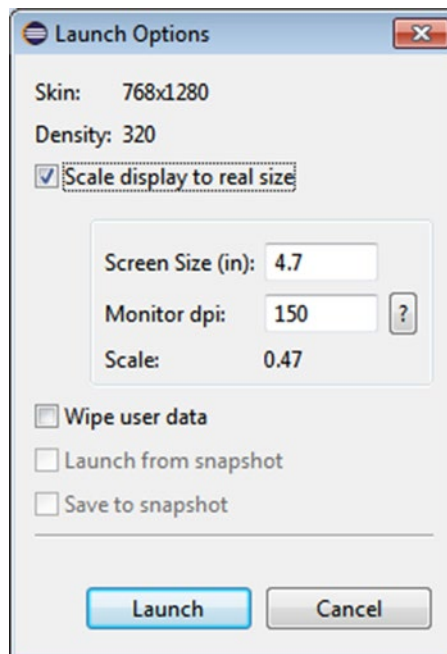 Launch Options
Skin: 768x1280
Density: 320
Scale display to real size
Screen Size (in): 4.7
Monitor dpi: 150 ?
Scale: 0.47
Wipe user data
Launch from snapshot
Save to snapshot
Launch Cancel